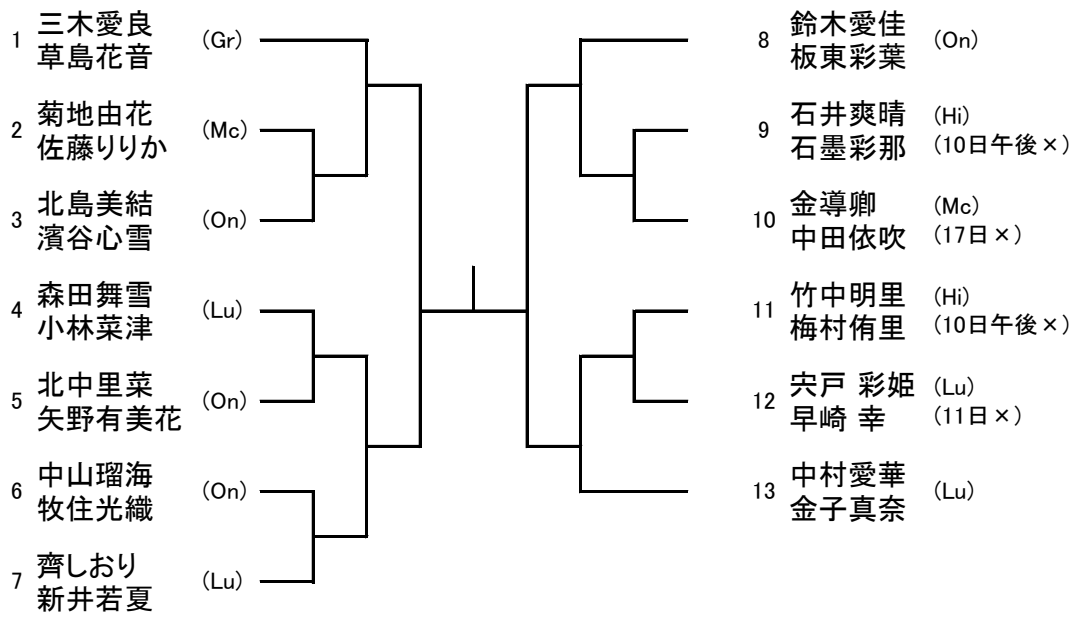 1 三木愛良 (Gr)
草島花音
2 菊地由花 (Mc)
佐藤りりか
3 北島美結 (On)
濱谷心雪
4 森田舞雪 (Lu)
小林菜津
5 北中里菜 (On)
矢野有美花
6 中山瑠海 (On)
牧住光織
7 齊しおり (Lu)
新井若夏
8 鈴木愛佳 (On)
板東彩葉
9 石井爽晴 (Hi)
石墨彩那 (10日午後×)
10 金導卿 (Mc)
中田依吹 (17日×)
11 竹中明里 (Hi)
梅村侑里 (10日午後×)
12 宍戸 彩姫 (Lu)
早崎 幸 (11日×)
13 中村愛華 (Lu)
金子真奈